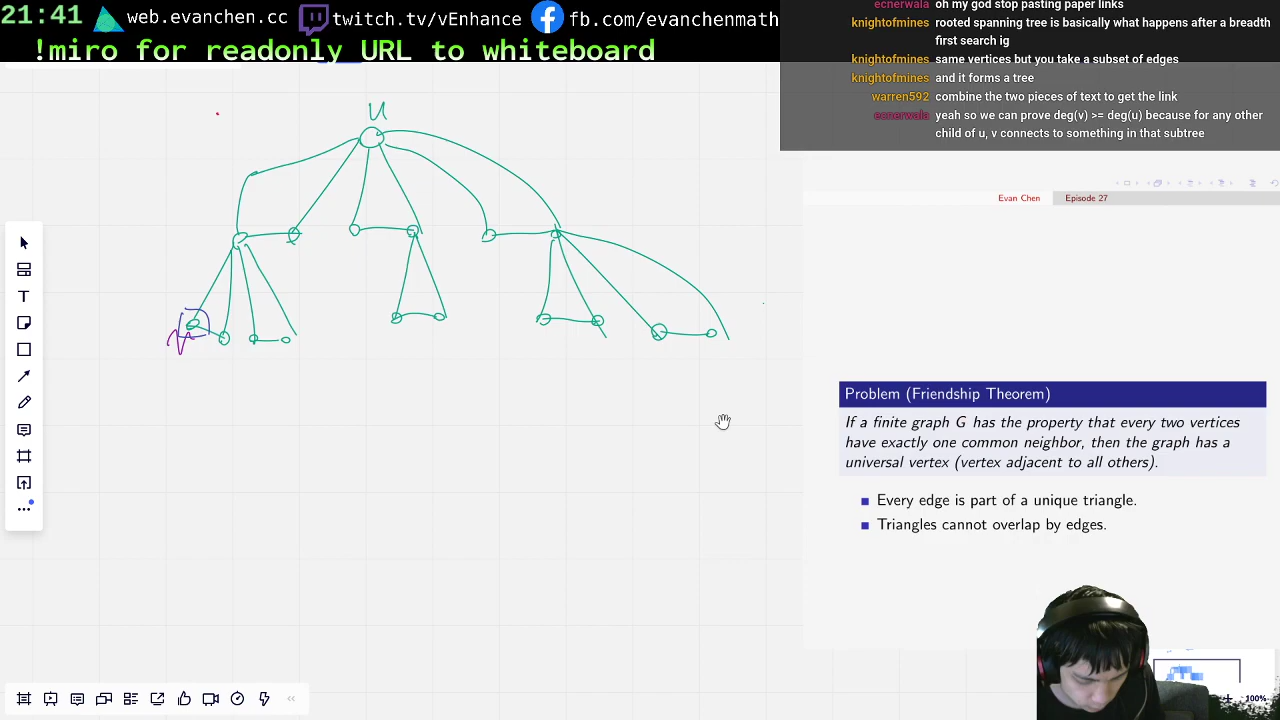 21:41
web.evanchen.cc
twitch.tv/vEnhance
fb.com/evanchenmath
!miro for readonly URL to whiteboard
ecnerwala oh my god stop pasting paper links
knightofmines rooted spanning tree is basically what happens after a breadth
first search ig
knightofmines same vertices but you take a subset of edges
knightofmines and it forms a tree
warren592 combine the two pieces of text to get the link
ecnerwala yeah so we can prove deg(v) >= deg(u) because for any other
child of u, v connects to something in that subtree
u
v
T
Evan Chen
Episode 27
Problem (Friendship Theorem)
If a finite graph G has the property that every two vertices
have exactly one common neighbor, then the graph has a
universal vertex (vertex adjacent to all others).
Every edge is part of a unique triangle.
Triangles cannot overlap by edges.
100%